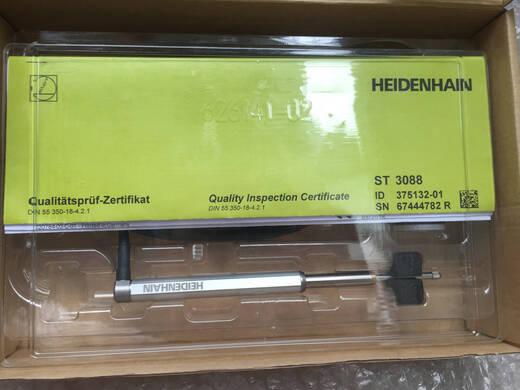 HEIDENHAIN
ST 3088
ID 375132-01
SN 67444782 R
Qualitätsprüf-Zertifikat
DIN 55 350-18-4.2.1
Quality Inspection Certificate
DIN 55 350-18-4.2.1
HEIDENHAIN